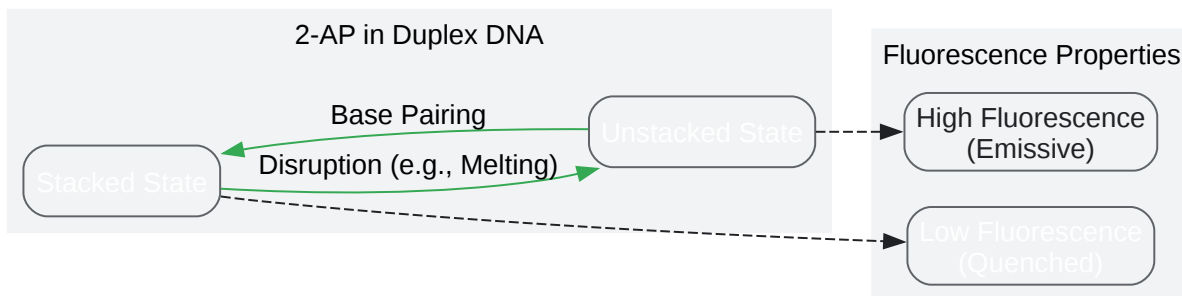 2-AP in Duplex DNA
Fluorescence Properties
Base Pairing
Unstacked State
High Fluorescence
(Emissive)
Disruption (e.g., Melting)
Stacked State
Low Fluorescence
(Quenched)